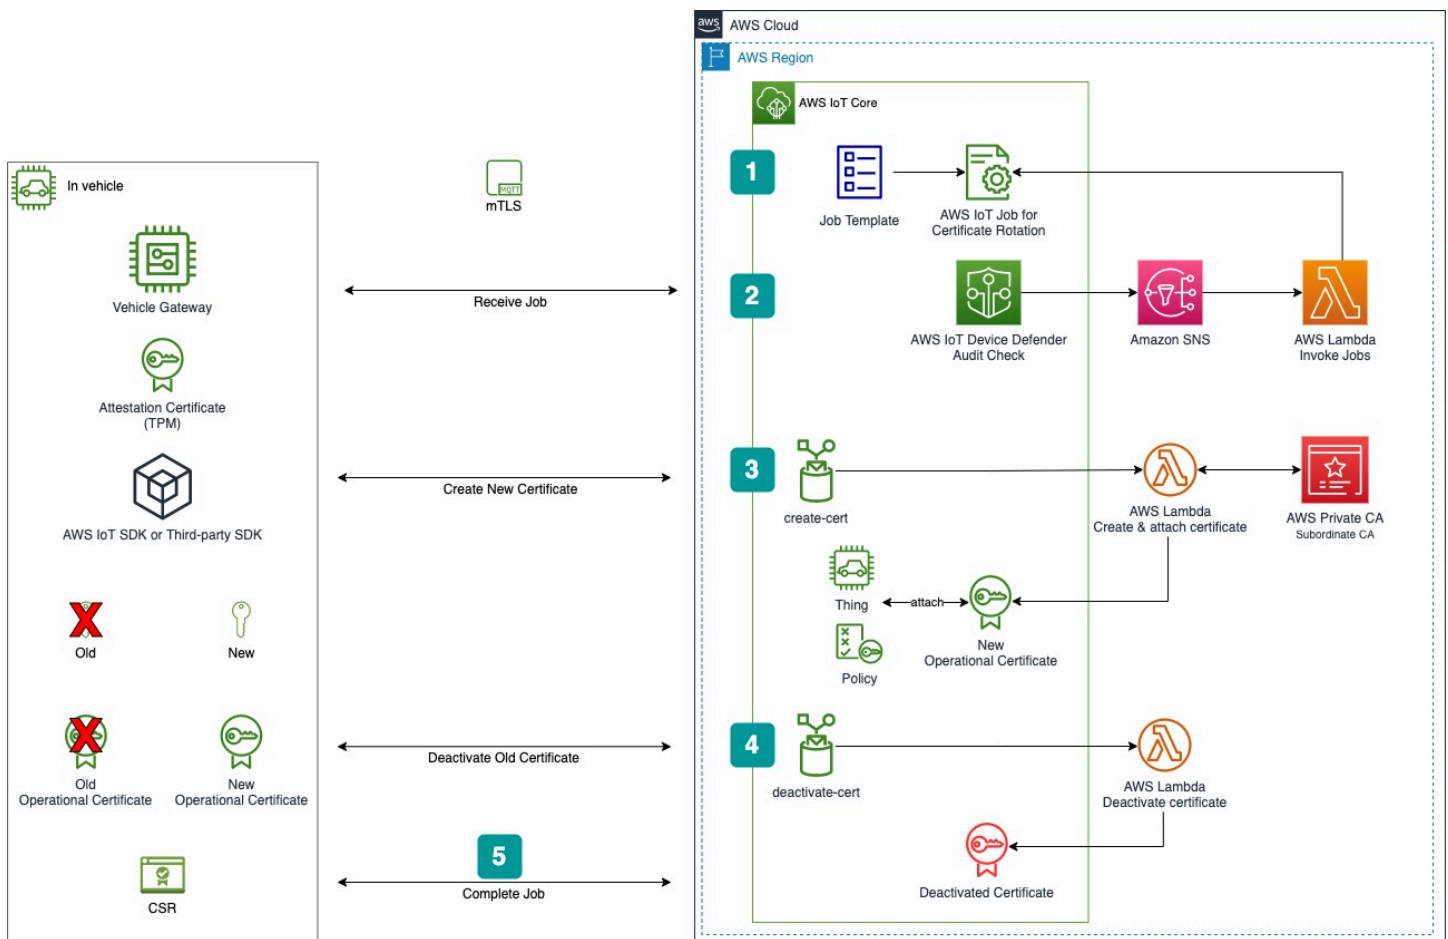 aws
AWS Cloud
AWS Region
AWS IoT Core
In vehicle
Vehicle Gateway
Attestation Certificate
(TPM)
AWS IoT SDK or Third-party SDK
Old
New
Old
Operational Certificate
New
Operational Certificate
CSR
MQTT
mTLS
Receive Job
Create New Certificate
Deactivate Old Certificate
5
Complete Job
1
Job Template
AWS IoT Job for
Certificate Rotation
2
AWS IoT Device Defender
Audit Check
Amazon SNS
AWS Lambda
Invoke Jobs
3
create-cert
AWS Lambda
Create & attach certificate
AWS Private CA
Subordinate CA
Thing
attach
Policy
New
Operational Certificate
4
deactivate-cert
AWS Lambda
Deactivate certificate
Deactivated Certificate